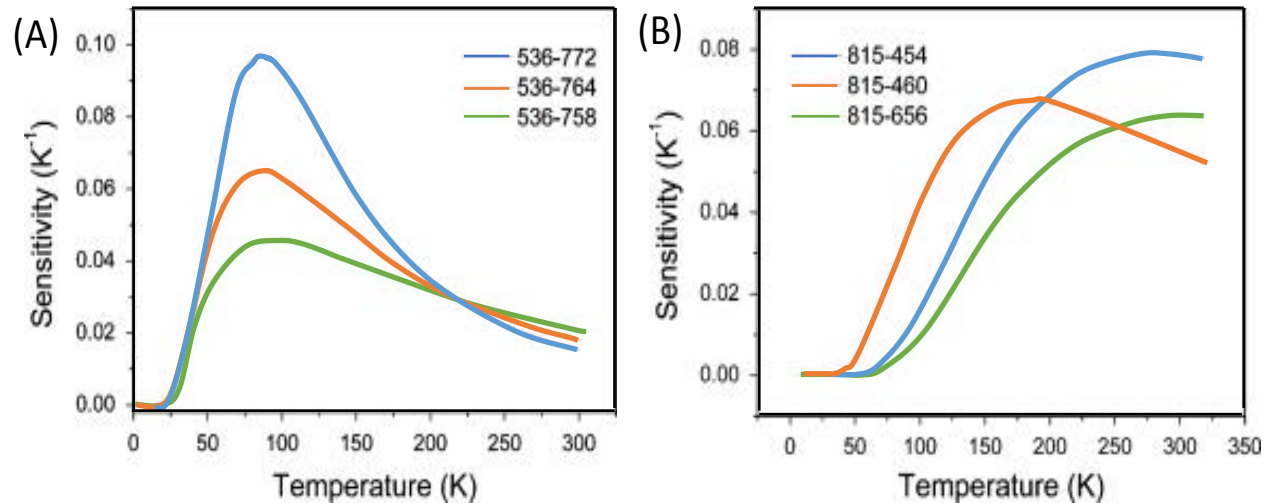 (A)
0.10
0.08
0.06
0.04
0.02
0.00
Sensitivity (K⁻¹)
536-772
536-764
536-758
0 50 100 150 200 250 300
Temperature (K)
(B)
0.08
0.06
0.04
0.02
0.00
Sensitivity (K⁻¹)
815-454
815-460
815-656
0 50 100 150 200 250 300 350
Temperature (K)